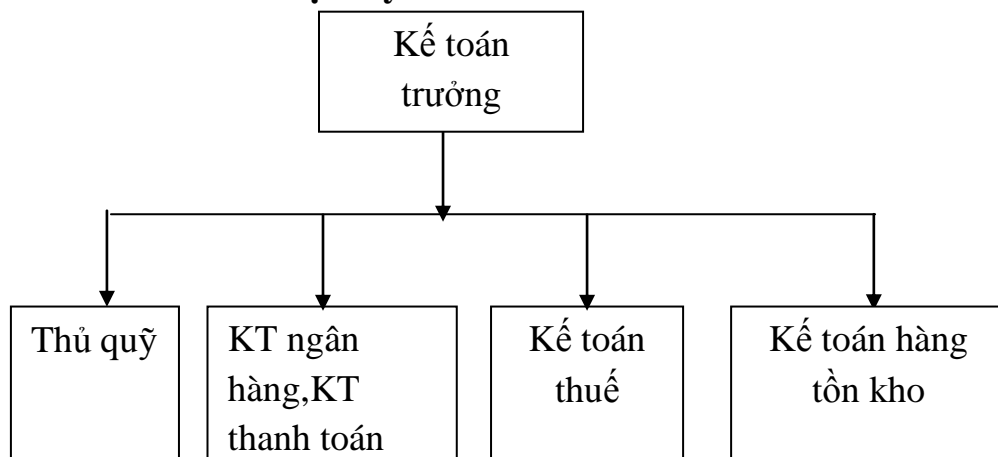 Kế toán
trưởng
Thủ quỹ
KT ngân
hàng,KT
thanh toán
Kế toán
thuế
Kế toán hàng
tồn kho